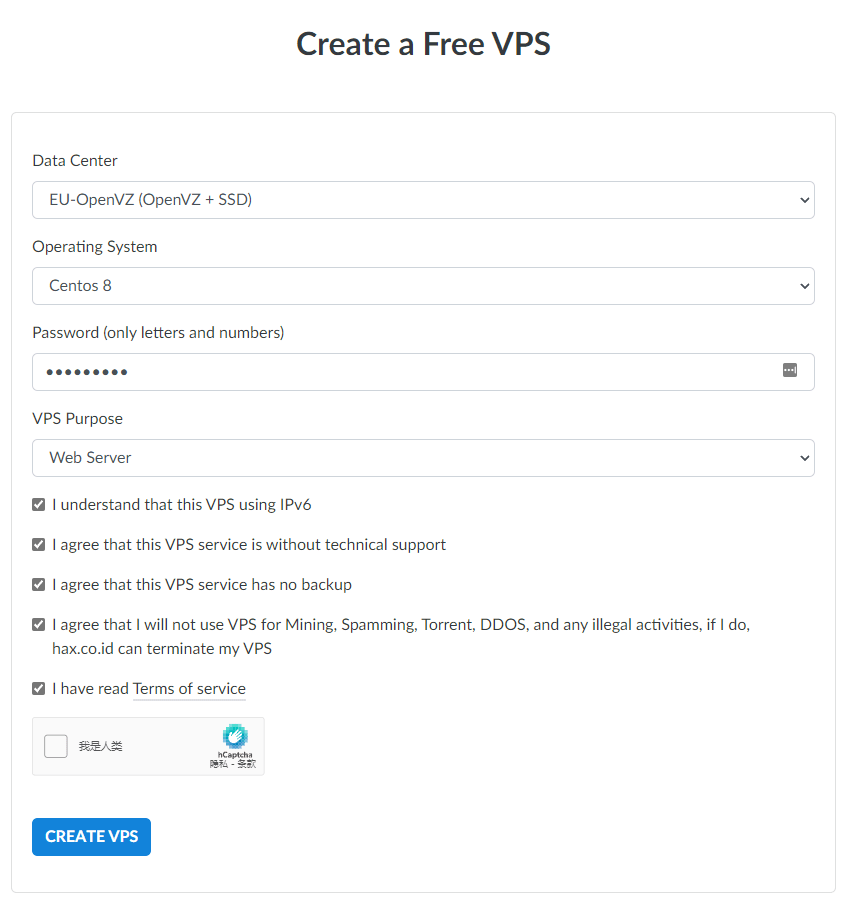 Create a Free VPS
Data Center
EU-OpenVZ (OpenVZ + SSD)
Operating System
Centos 8
Password (only letters and numbers)
•••••••••
VPS Purpose
Web Server
I understand that this VPS using IPv6
I agree that this VPS service is without technical support
I agree that this VPS service has no backup
I agree that I will not use VPS for Mining, Spamming, Torrent, DDOS, and any illegal activities, if I do,
hax.co.id can terminate my VPS
I have read Terms of service
我是人类
hCaptcha
隐私 - 条款
CREATE VPS